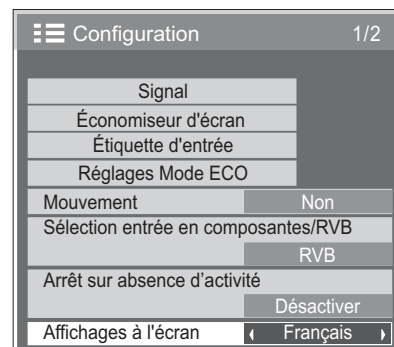 Configuration 1/2
Signal
Économiseur d'écran
Étiquette d'entrée
Réglages Mode ECO
Mouvement Non
Sélection entrée en composantes/RVB
RVB
Arrêt sur absence d’activité
Désactiver
Affichages à l'écran Français